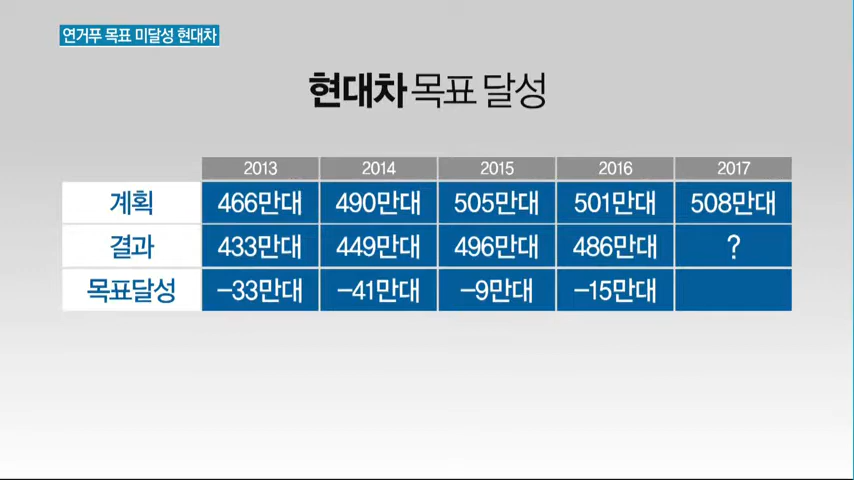 연거푸 목표 미달성 현대차
현대차 목표 달성
2013 2014 2015 2016 2017
계획 466만대 490만대 505만대 501만대 508만대
결과 433만대 449만대 496만대 486만대 ?
목표달성 -33만대 -41만대 -9만대 -15만대